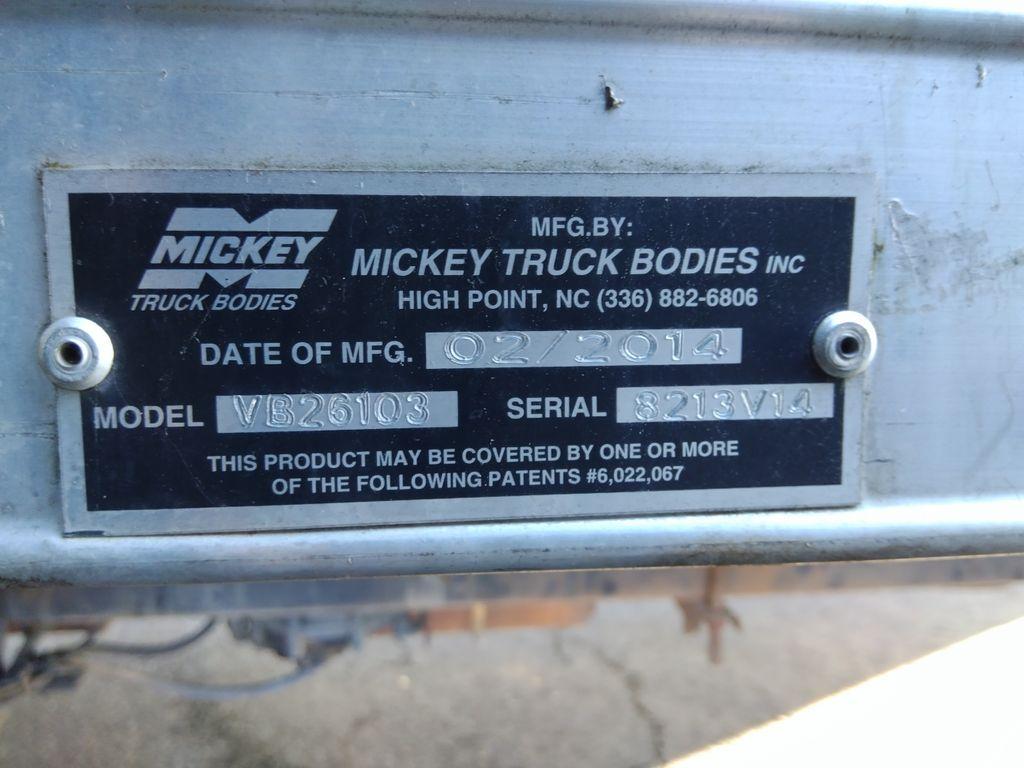 MICKEY
TRUCK BODIES
MFG.BY:
MICKEY TRUCK BODIES INC
HIGH POINT, NC (336) 882-6806
DATE OF MFG. 02/2014
MODEL VB26103 SERIAL 8213V14
THIS PRODUCT MAY BE COVERED BY ONE OR MORE
OF THE FOLLOWING PATENTS #6,022,067